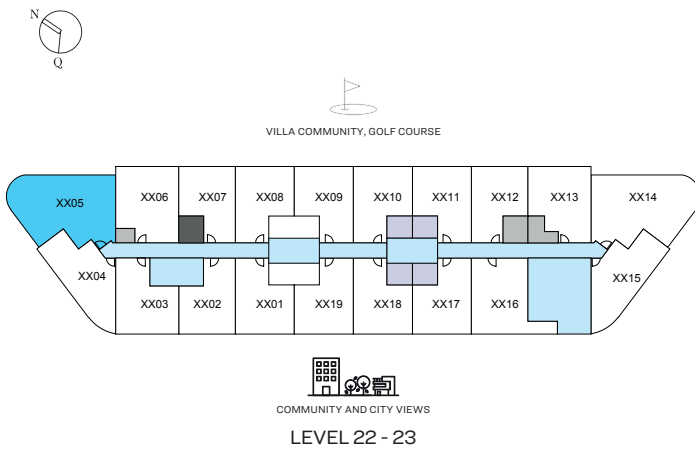 N
Q
VILLA COMMUNITY, GOLF COURSE
XX05
XX06
XX07
XX08
XX09
XX10
XX11
XX12
XX13
XX14
XX04
XX03
XX02
XX01
XX19
XX18
XX17
XX16
XX15
COMMUNITY AND CITY VIEWS
LEVEL 22 - 23